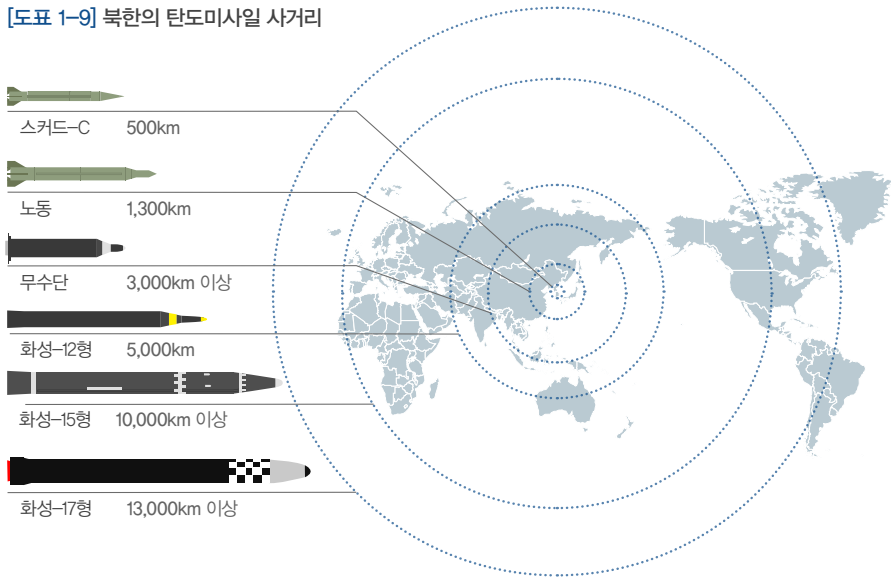 [도표 1-9] 북한의 탄도미사일 사거리
스커드-C 500km
노동 1,300km
무수단 3,000km 이상
화성-12형 5,000km
화성-15형 10,000km 이상
화성-17형 13,000km 이상